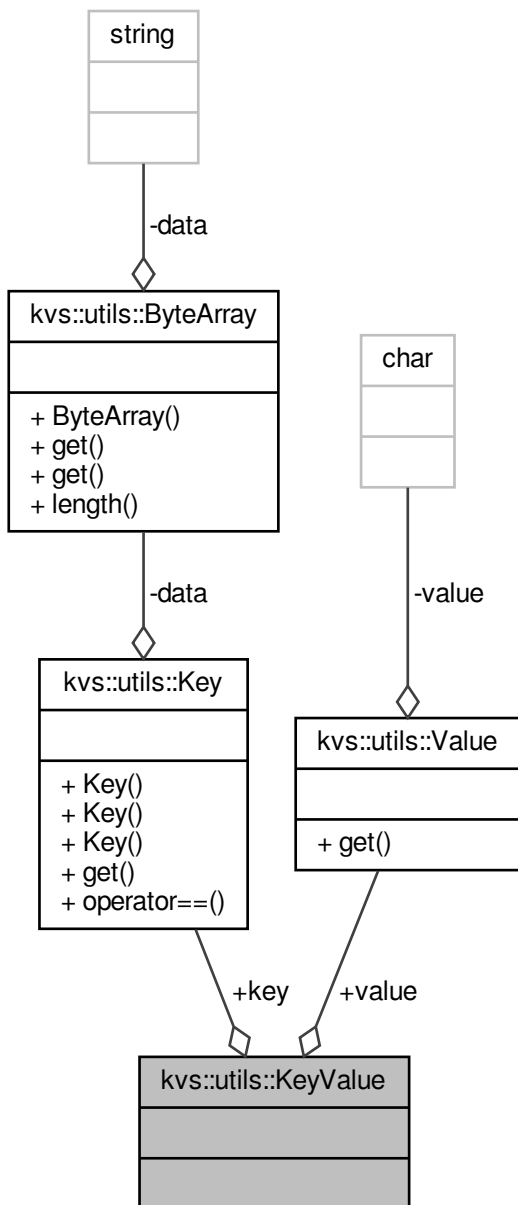 string
-data
kvs::utils::ByteArray
+ ByteArray()
+ get()
+ get()
+ length()
char
-data
-value
kvs::utils::Key
+ Key()
+ Key()
+ Key()
+ get()
+ operator==()
kvs::utils::Value
+ get()
+key
+value
kvs::utils::KeyValue